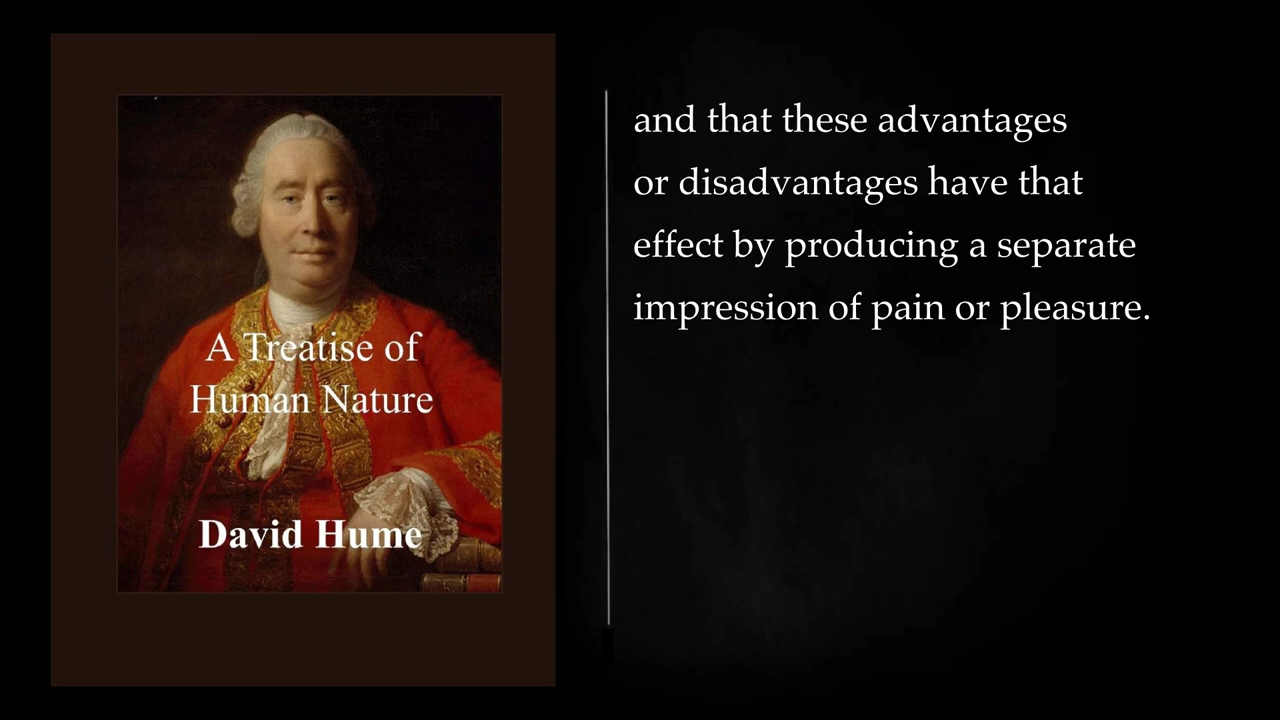 A Treatise of
Human Nature
David Hume
and that these advantages
or disadvantages have that
effect by producing a separate
impression of pain or pleasure.